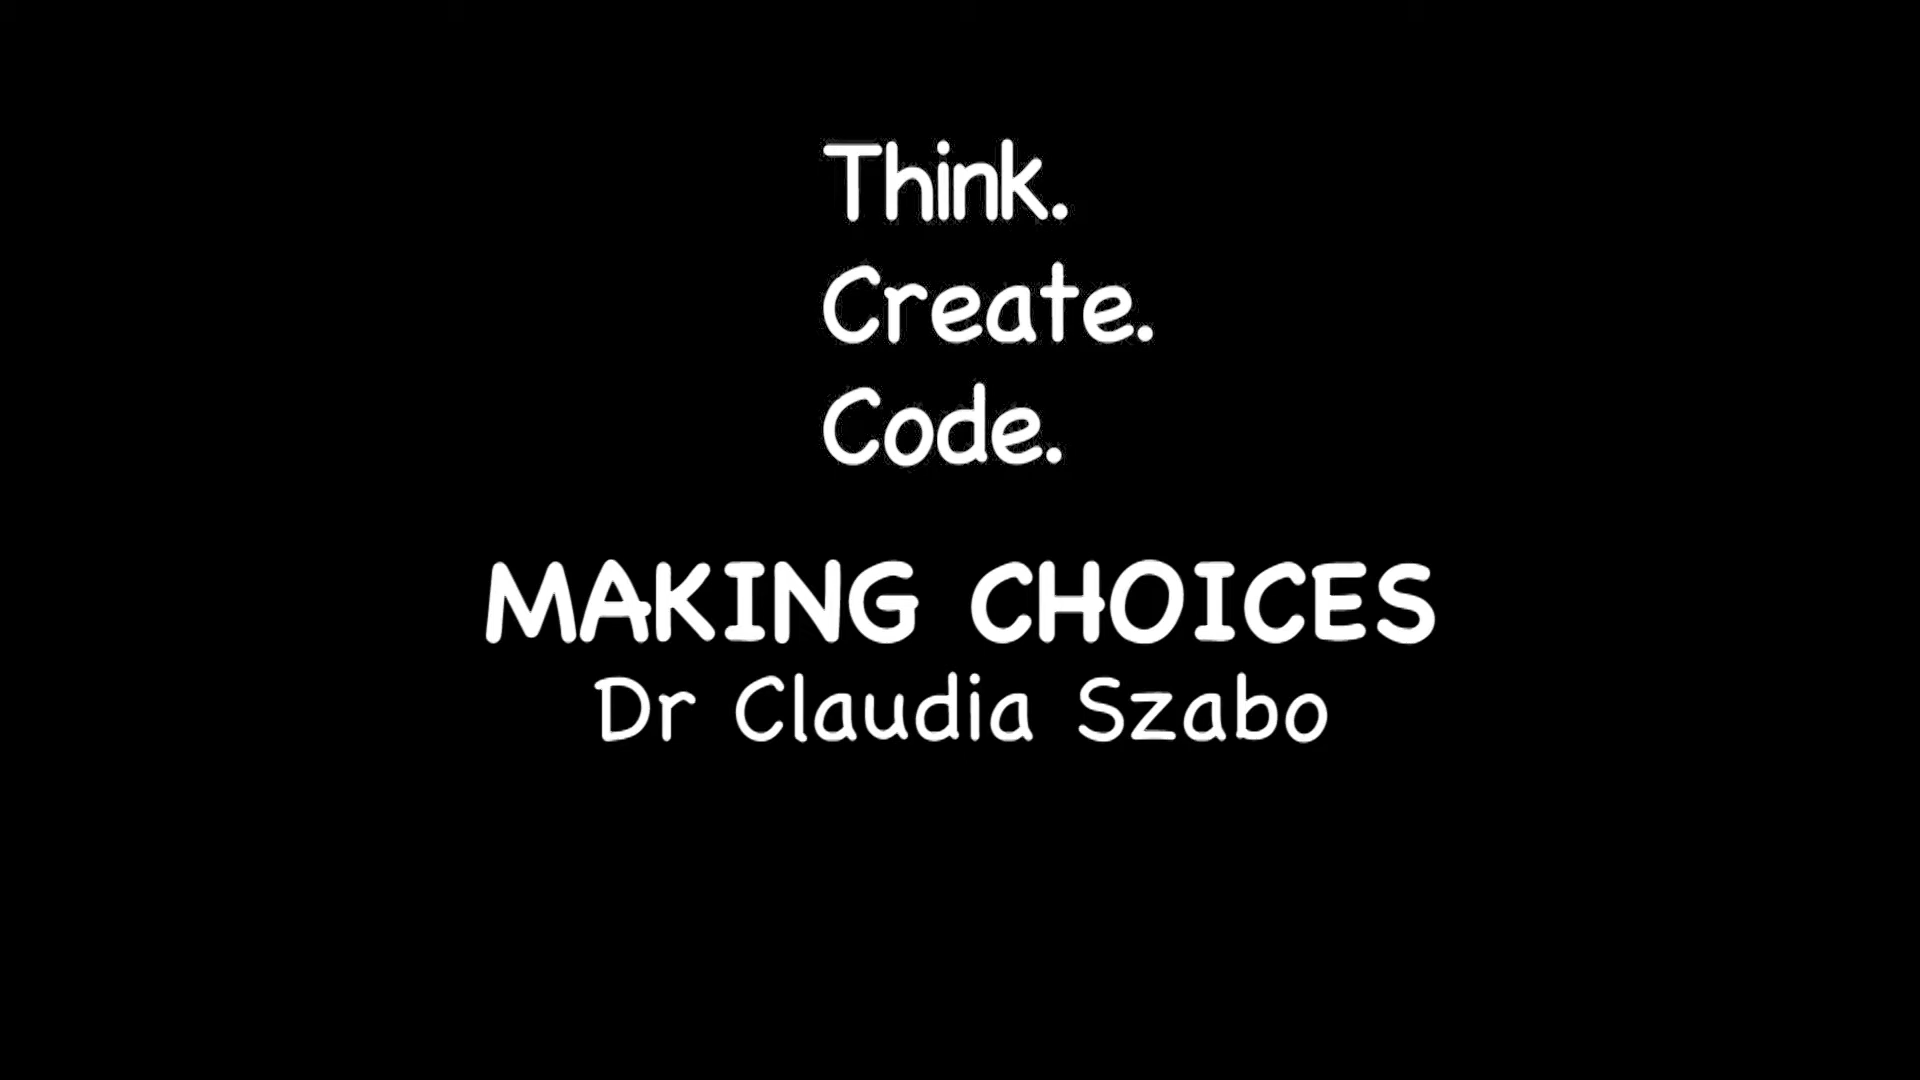 Think.
Create.
Code.
MAKING CHOICES
Dr Claudia Szabo